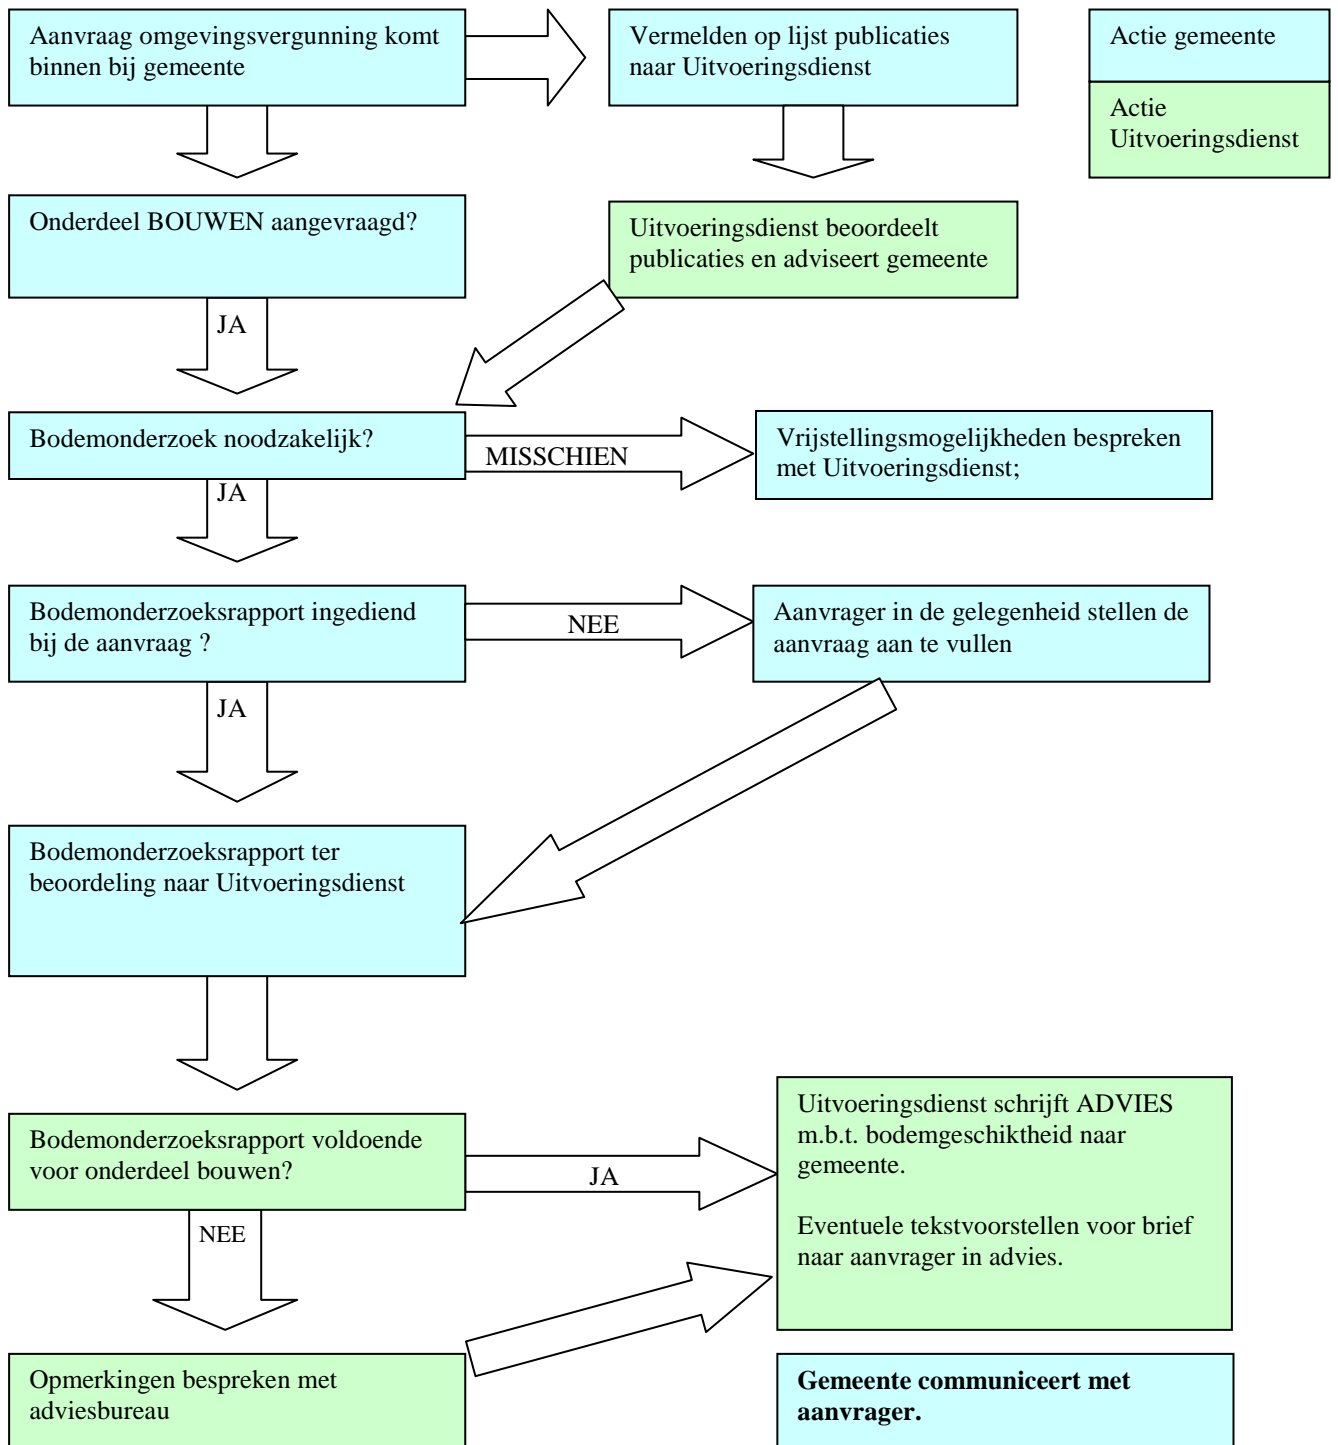 Aanvraag omgevingsvergunning komt
binnen bij gemeente
Vermelden op lijst publicaties
naar Uitvoeringsdienst
Actie gemeente
Actie
Uitvoeringsdienst
Onderdeel BOUWEN aangevraagd?
Uitvoeringsdienst beoordeelt
publicaties en adviseert gemeente
JA
Bodemonderzoek noodzakelijk?
MISSCHIEN
Vrijstellingsmogelijkheden bespreken
met Uitvoeringsdienst;
JA
Bodemonderzoeksrapport ingediend
bij de aanvraag ?
NEE
Aanvrager in de gelegenheid stellen de
aanvraag aan te vullen
JA
Bodemonderzoeksrapport ter
beoordeling naar Uitvoeringsdienst
Bodemonderzoeksrapport voldoende
voor onderdeel bouwen?
JA
Uitvoeringsdienst schrijft ADVIES
m.b.t. bodemgeschiktheid naar
gemeente.
Eventuele tekstvoorstellen voor brief
naar aanvrager in advies.
NEE
Opmerkingen bespreken met
adviesbureau
Gemeente communiceert met
aanvrager.